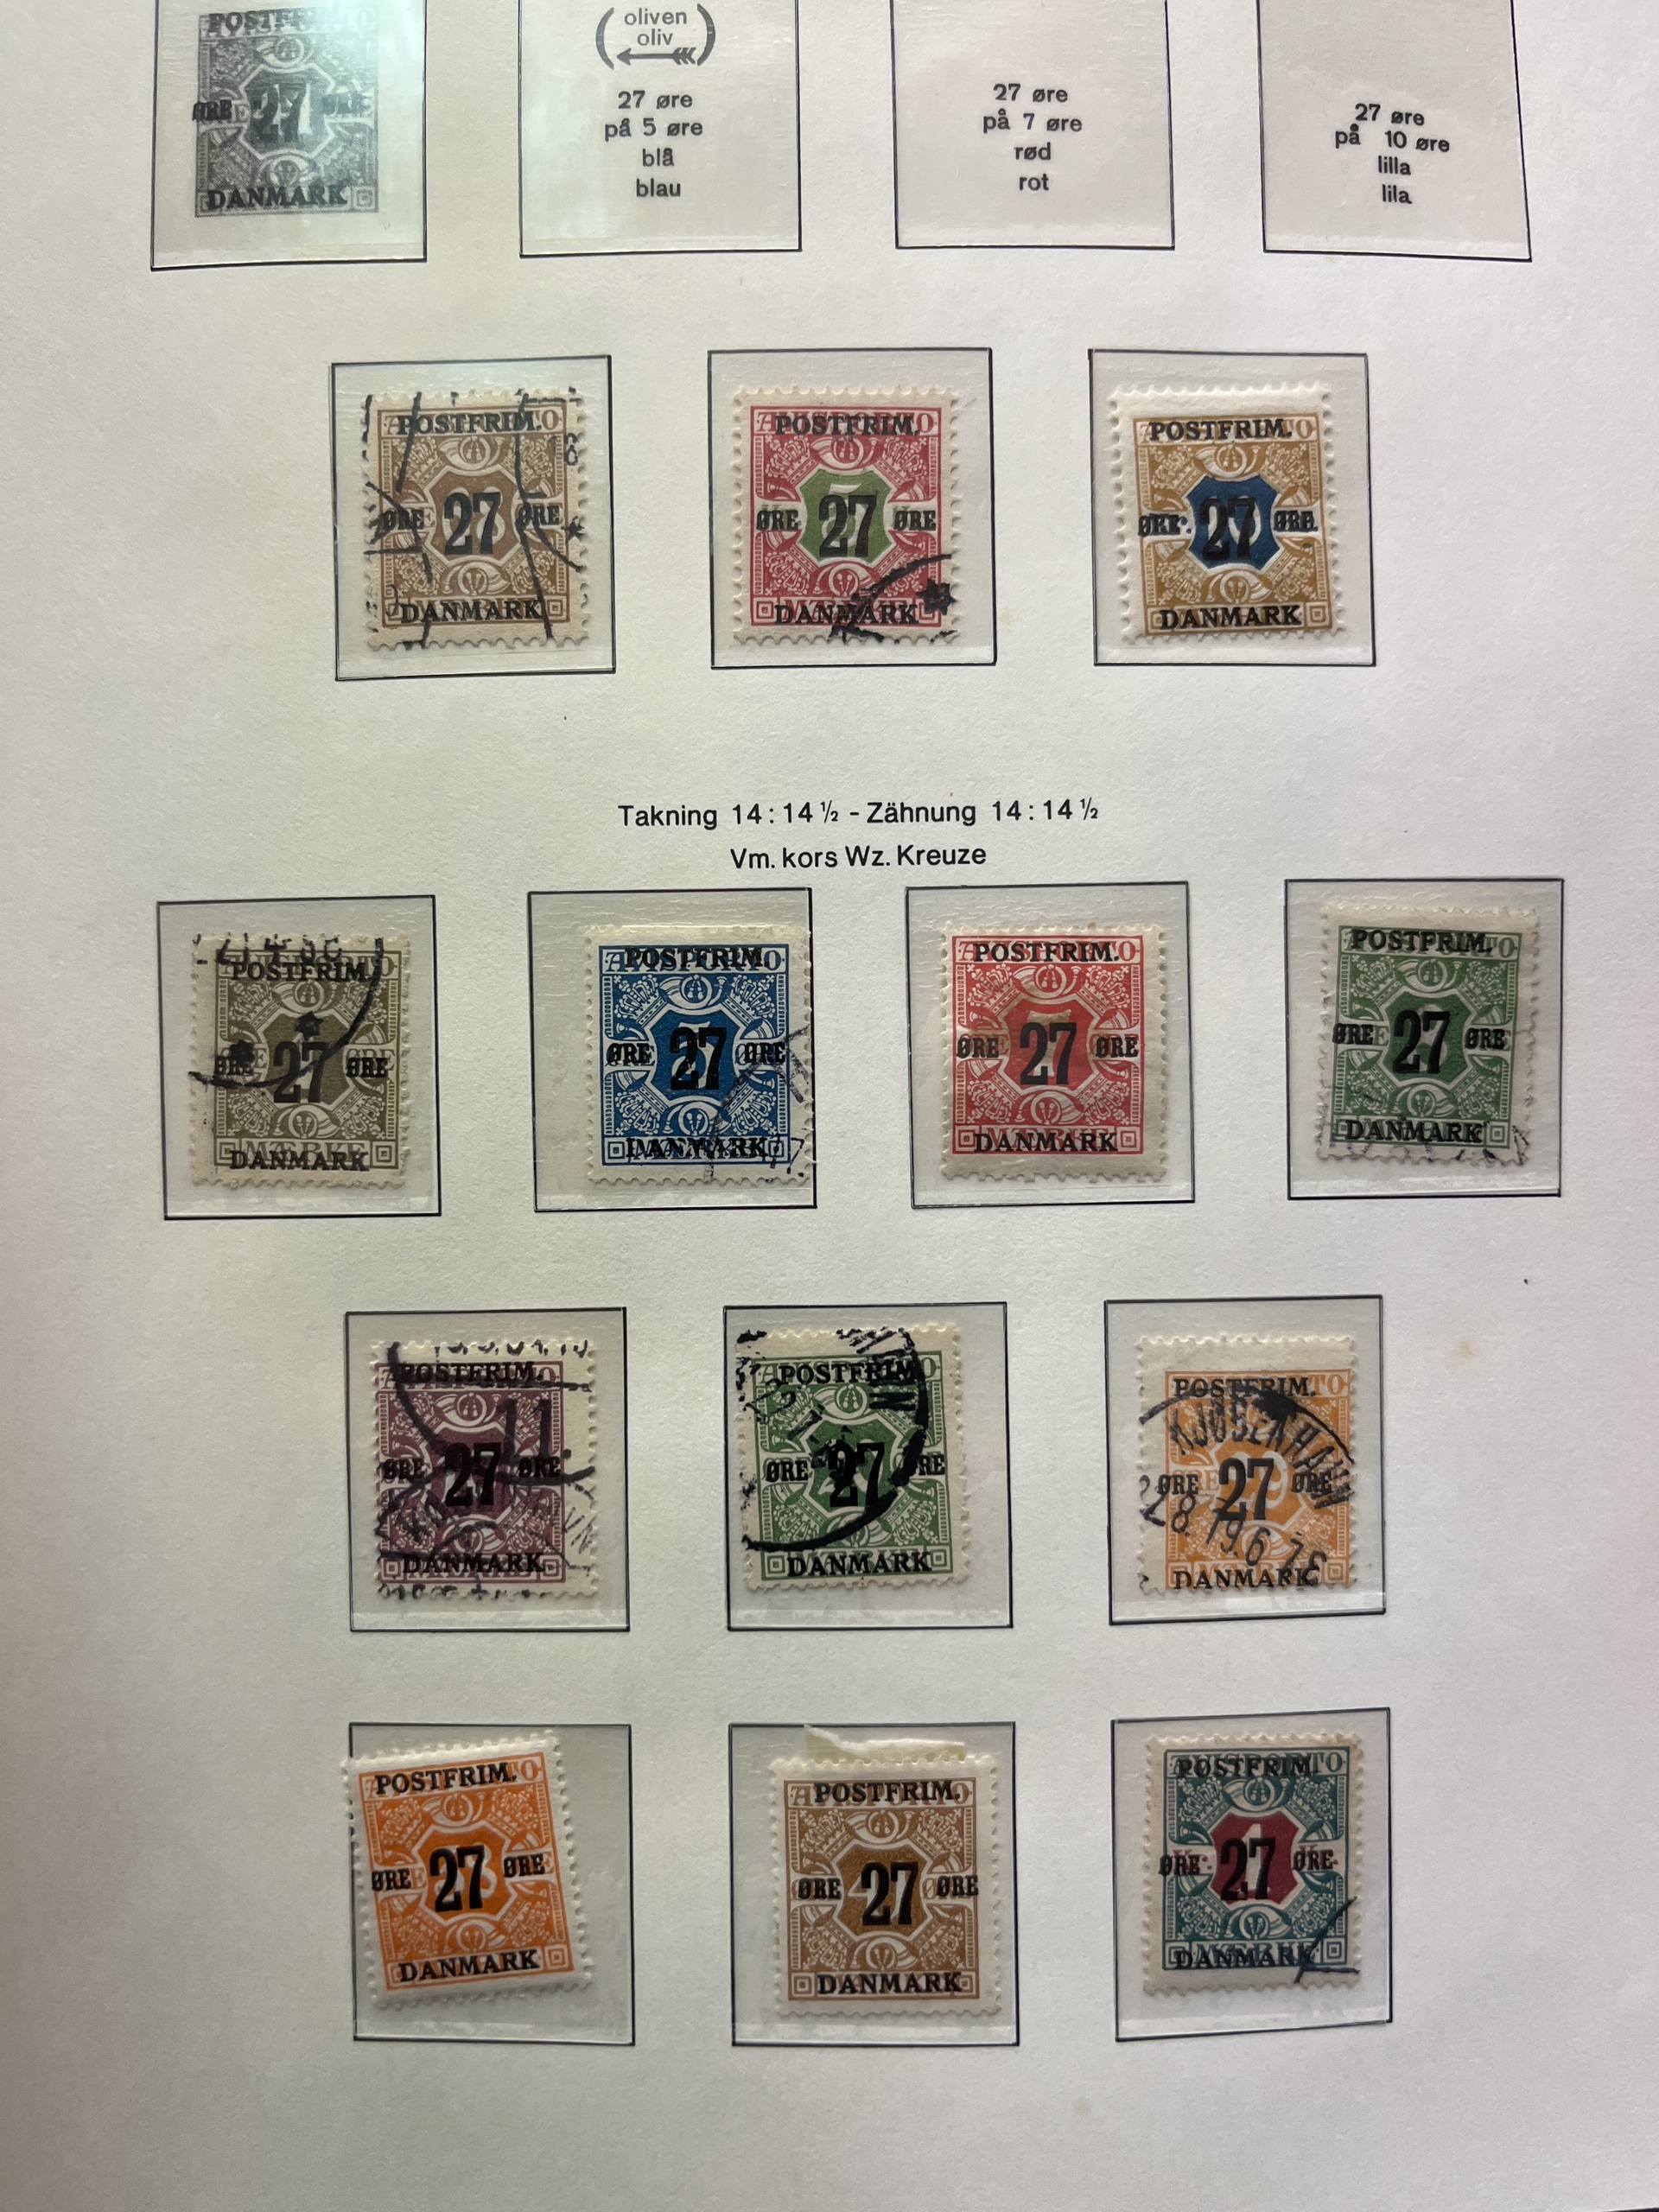 POSTFRIM.
ØRE 27 ØRE
DANMARK
oliven
oliv
27 øre
på 5 øre
blå
blau
27 øre
på 7 øre
rød
rot
27 øre
på 10 øre
lilla
lila
POSTFRIM.
ØRE 27 ØRE
DANMARK
POSTFRIM.
ØRE 27 ØRE
DANMARK
POSTFRIM.
27 ØRE
DANMARK
Takning 14:14½ - Zähnung 14:14½
Vm. kors Wz. Kreuze
POSTFRIM.
ØRE 27 ØRE
MÆRKE
DANMARK
POSTFRIM.
ØRE 27 ØRE
DANMARK
POSTFRIM.
ØRE 27 ØRE
DANMARK
POSTFRIM.
ØRE 27 ØRE
DANMARK
POSTFRIM.
ØRE 27 ØRE
DANMARK
POSTFRIM.
ØRE 27 ØRE
DANMARK
POSTFRIM.
KJØBENHAVN
ØRE 27 ØRE
DANMARK
POSTFRIM.
ØRE 27 ØRE
DANMARK
POSTFRIM.
ØRE 27 ØRE
DANMARK
POSTFRIM.
ØRE 27 ØRE
DANMARK